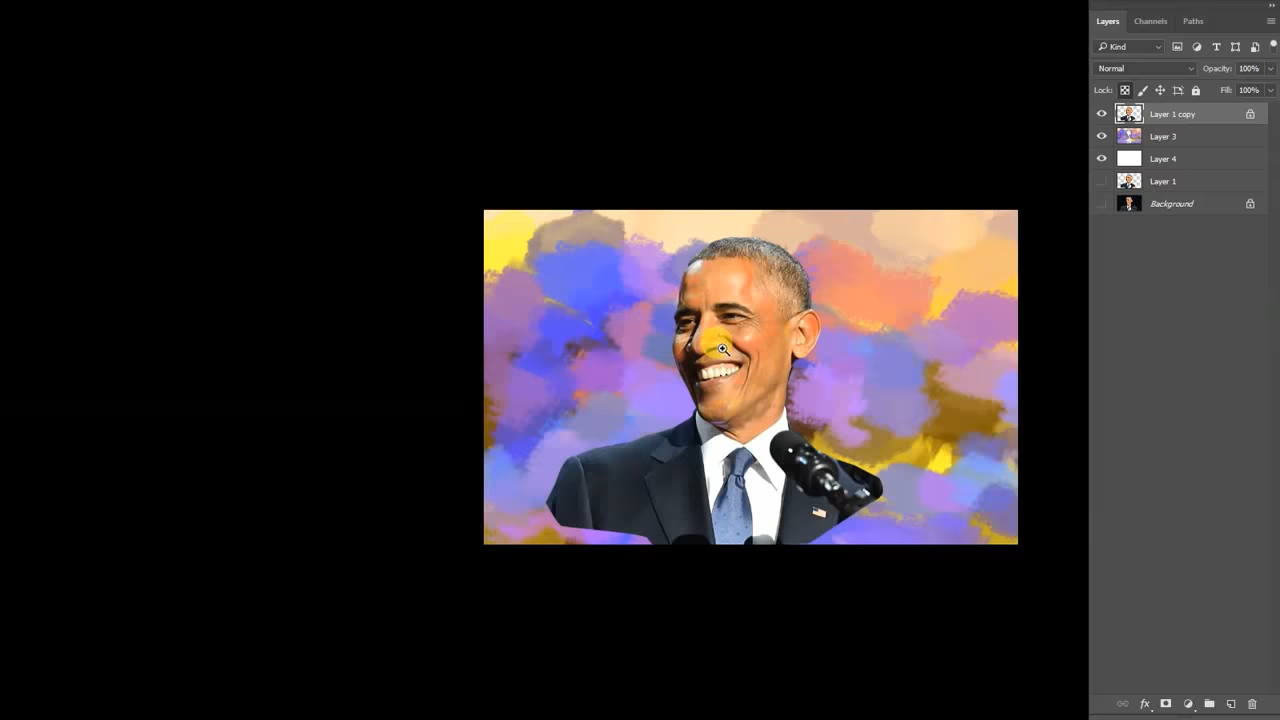 Layers Channels Paths
Kind
Normal Opacity: 100%
Lock: Fill: 100%
Layer 1 copy
Layer 3
Layer 4
Layer 1
Background
fx